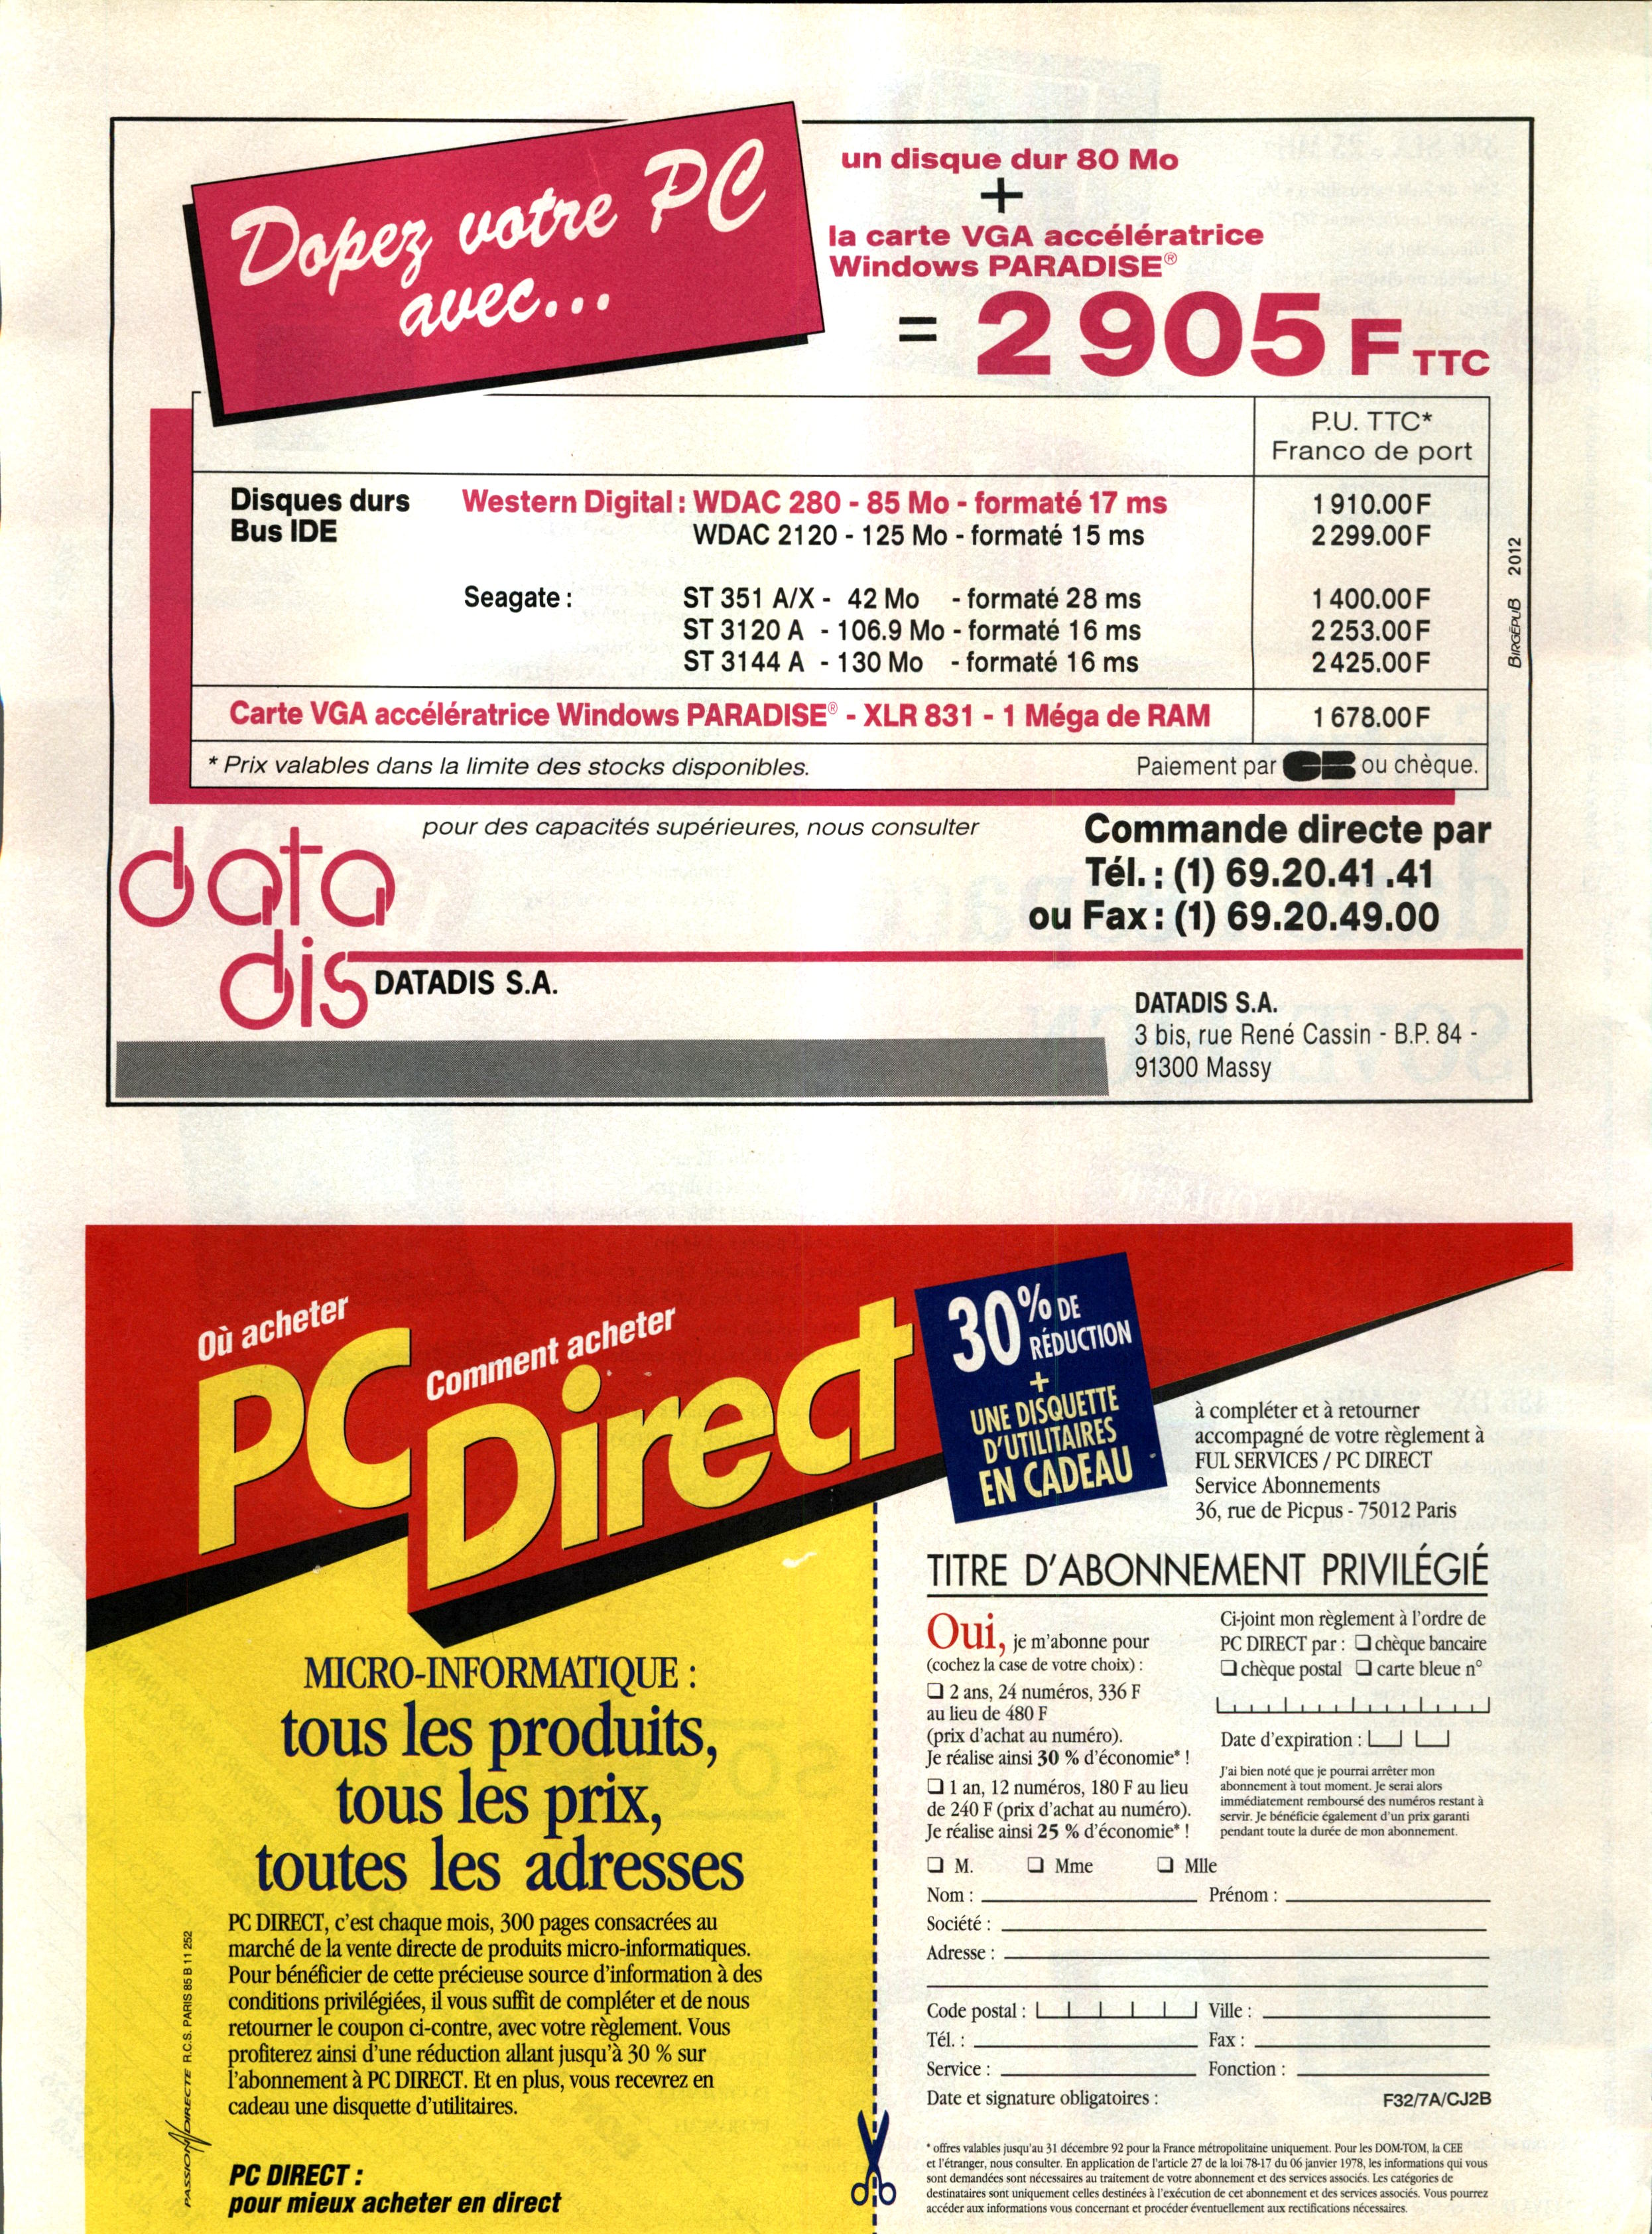 Dopez votre PC
avec...
un disque dur 80 Mo
+
la carte VGA accélératrice
Windows PARADISE®
= 2 905 F TTC
P.U. TTC*
Franco de port
Disques durs Western Digital : WDAC 280 - 85 Mo - formaté 17 ms 1 910.00 F
Bus IDE WDAC 2120 - 125 Mo - formaté 15 ms 2 299.00 F
Seagate : ST 351 A/X - 42 Mo - formaté 28 ms 1 400.00 F
ST 3120 A - 106.9 Mo - formaté 16 ms 2 253.00 F
ST 3144 A - 130 Mo - formaté 16 ms 2 425.00 F
Carte VGA accélératrice Windows PARADISE® - XLR 831 - 1 Méga de RAM 1 678.00 F
* Prix valables dans la limite des stocks disponibles. Paiement par CB ou chèque.
BIRGÉPUB 2012
pour des capacités supérieures, nous consulter
Commande directe par
Tél. : (1) 69.20.41 .41
ou Fax : (1) 69.20.49.00
data
dis
DATADIS S.A.
DATADIS S.A.
3 bis, rue René Cassin - B.P. 84 -
91300 Massy
Où acheter
Comment acheter
PC Direct
30% DE
RÉDUCTION
+
UNE DISQUETTE
D'UTILITAIRES
EN CADEAU
à compléter et à retourner
accompagné de votre règlement à
FUL SERVICES / PC DIRECT
Service Abonnements
36, rue de Picpus - 75012 Paris
MICRO-INFORMATIQUE :
tous les produits,
tous les prix,
toutes les adresses
PC DIRECT, c'est chaque mois, 300 pages consacrées au
marché de la vente directe de produits micro-informatiques.
Pour bénéficier de cette précieuse source d'information à des
conditions privilégiées, il vous suffit de compléter et de nous
retourner le coupon ci-contre, avec votre règlement. Vous
profiterez ainsi d'une réduction allant jusqu'à 30 % sur
l'abonnement à PC DIRECT. Et en plus, vous recevrez en
cadeau une disquette d'utilitaires.
PC DIRECT :
pour mieux acheter en direct
PASSION DIRECTE R.C.S. PARIS 85 B 11 252
TITRE D'ABONNEMENT PRIVILÉGIÉ
Oui, je m'abonne pour
(cochez la case de votre choix) :
❏ 2 ans, 24 numéros, 336 F
au lieu de 480 F
(prix d'achat au numéro).
Je réalise ainsi 30 % d'économie* !
❏ 1 an, 12 numéros, 180 F au lieu
de 240 F (prix d'achat au numéro).
Je réalise ainsi 25 % d'économie* !
Ci-joint mon règlement à l'ordre de
PC DIRECT par : ❏ chèque bancaire
❏ chèque postal ❏ carte bleue n°
Date d'expiration :
J'ai bien noté que je pourrai arrêter mon
abonnement à tout moment. Je serai alors
immédiatement remboursé des numéros restant à
servir. Je bénéficie également d'un prix garanti
pendant toute la durée de mon abonnement.
❏ M. ❏ Mme ❏ Mlle
Nom : Prénom :
Société :
Adresse :
Code postal : Ville :
Tél. : Fax :
Service : Fonction :
Date et signature obligatoires : F32/7A/CJ2B
* offres valables jusqu'au 31 décembre 92 pour la France métropolitaine uniquement. Pour les DOM-TOM, la CEE
et l'étranger, nous consulter. En application de l'article 27 de la loi 78-17 du 06 janvier 1978, les informations qui vous
sont demandées sont nécessaires au traitement de votre abonnement et des services associés. Les catégories de
destinataires sont uniquement celles destinées à l'exécution de cet abonnement et des services associés. Vous pourrez
accéder aux informations vous concernant et procéder éventuellement aux rectifications nécessaires.